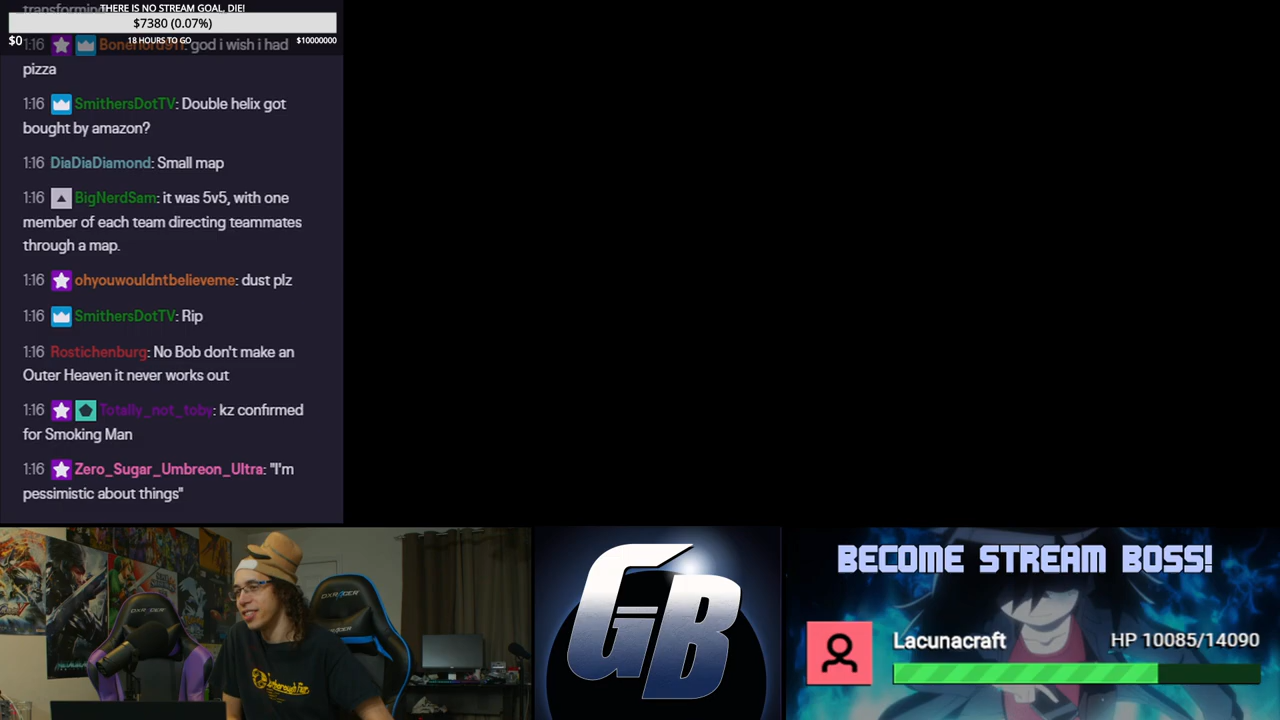 transforming
THERE IS NO STREAM GOAL, DIE!
$7380 (0.07%)
$0 18 HOURS TO GO $10000000
1:16 Bonerlord911: god i wish i had
pizza
1:16 SmithersDotTV: Double helix got
bought by amazon?
1:16 DiaDiaDiamond: Small map
1:16 BigNerdSam: it was 5v5, with one
member of each team directing teammates
through a map.
1:16 ohyouwouldntbelieveme: dust plz
1:16 SmithersDotTV: Rip
1:16 Rostichenburg: No Bob don't make an
Outer Heaven it never works out
1:16 Totally_not_toby: kz confirmed
for Smoking Man
1:16 Zero_Sugar_Umbreon_Ultra: "I'm
pessimistic about things"
DXRACER
DXRACER
GB
BECOME STREAM BOSS!
Lacunacraft HP 10085/14090